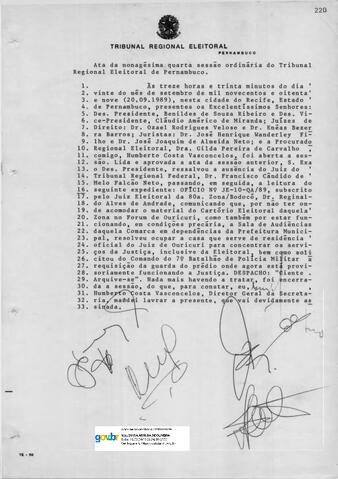 220
TRIBUNAL REGIONAL ELEITORAL
PERNAMBUCO
Ata da nonagésima quarta sessão ordinária do Tribunal
Regional Eleitoral de Pernambuco.
1. Às treze horas e trinta minutos do dia
2. vinte do mês de setembro de mil novecentos e oitenta
3. e nove (20.09.1989), nesta cidade do Recife, Estado
4. de Pernambuco, presentes os Excelentíssimos Senhores:
5. Des. Presidente, Benildes de Souza Ribeiro e Des. Vi-
6. ce-Presidente, Cláudio Américo de Miranda; Juízes de
7. Direito: Dr. Ozael Rodrigues Veloso e Dr. Enéas Bezer
8. ra Barros; Juristas: Dr. José Henrique Wanderley Fi-
9. lho e Dr. José Joaquim de Almeida Neto; e a Procurado
10. Regional Eleitoral, Dra. Gilda Pereira de Carvalho
11. comigo, Humberto Costa Vasconcelos, foi aberta a ses-
12. são. Lida e aprovada a ata da sessão anterior, S. Exa
13. o Des. Presidente, ressalvou a ausência do Juiz do
14. Tribunal Regional Federal, Dr. Francisco Cândido de
15. Melo Falcão Neto, passando, em seguida, à leitura do
16. seguinte expediente: OFÍCIO Nº JE-10-QA/89, subscrito
17. pelo Juiz Eleitoral da 80a. Zona/Bodocó, Dr. Reginal-
18. do Alves de Andrade, comunicando que, por não ter on-
19. de acomodar o material do Cartório Eleitoral daquela
20. Zona no Forum de Ouricuri, como também por estar fun-
21. cionando, em condições precária, a Sala de Audiências
22. daquela Comarca em dependências da Prefeitura Munici-
23. pal, resolveu ocupar a casa que serve de residência
24. oficial do Juiz de Ouricuri para concentrar os servi-
25. ços da Justiça, inclusive Eleitoral, bem como soli
26. citou do Comando do 7º Batalhão de Polícia Militar a
27. requisição da guarda do prédio onde agora está provi-
28. soriamente funcionando a Justiça. DESPACHO: "Ciente.
29. Arquive-se". Nada mais havendo a tratar, foi encerra-
30. da a sessão, do que, para constar, eu,
31. Humberto Costa Vasconcelos, Diretor Geral da Secreta-
32. ria, mandei lavrar a presente, que vai devidamente as
33. sinada.
gov.br
TE - 50